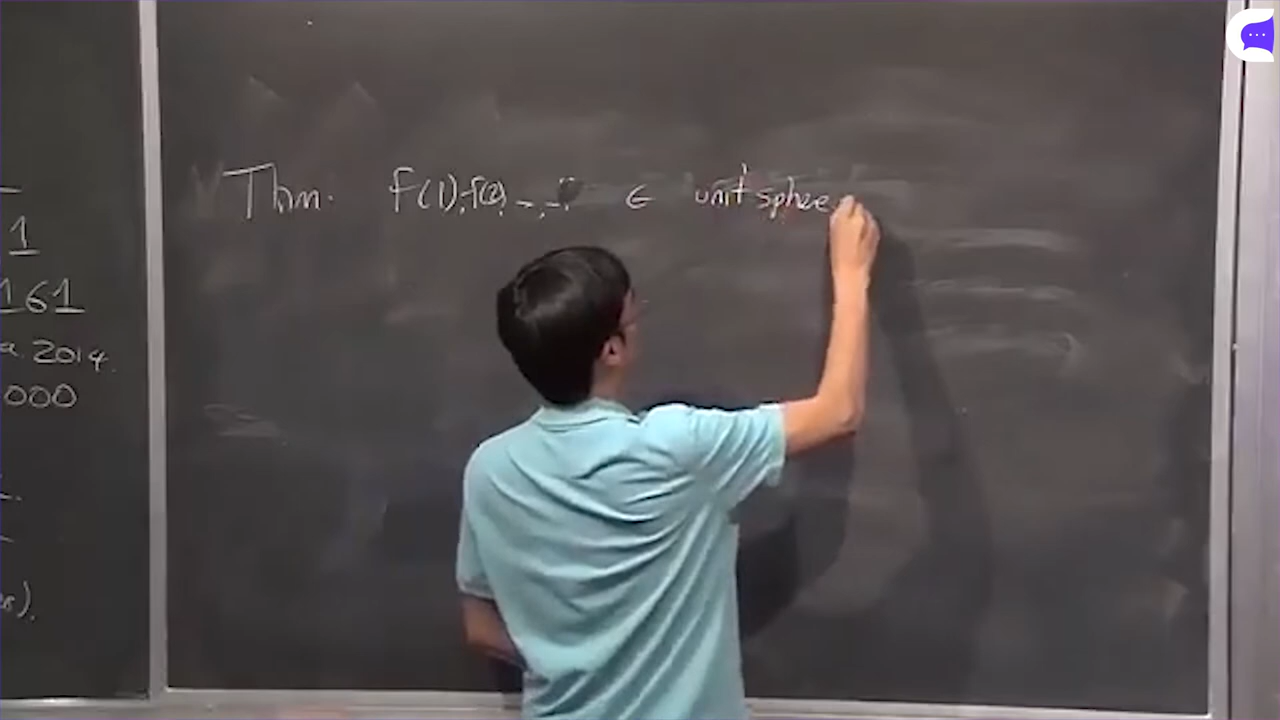 1
161
2014.
000
Thm. f(1), f(2), ..., ∈ unit sphere